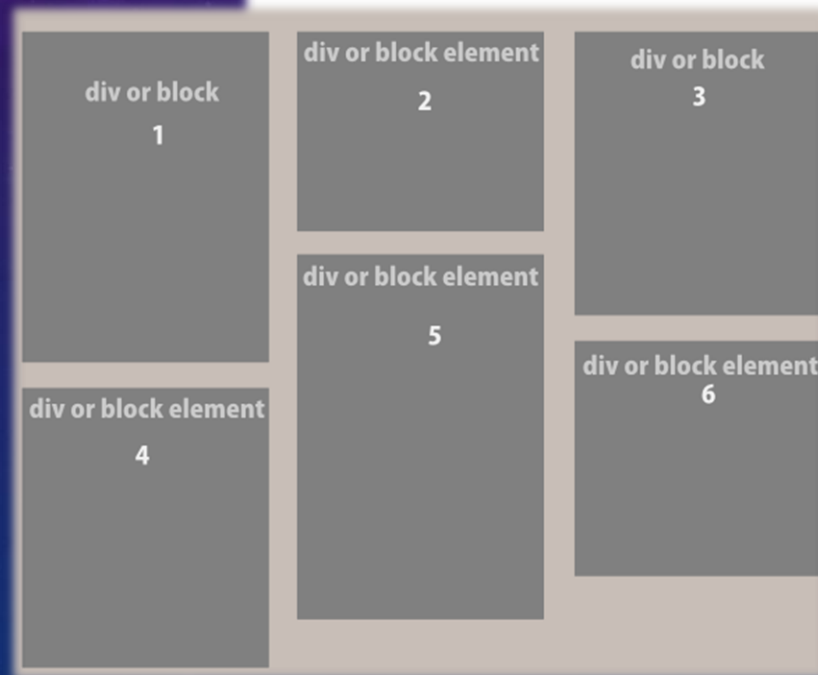 div or block
1
div or block element
2
div or block
3
div or block element
4
div or block element
5
div or block element
6